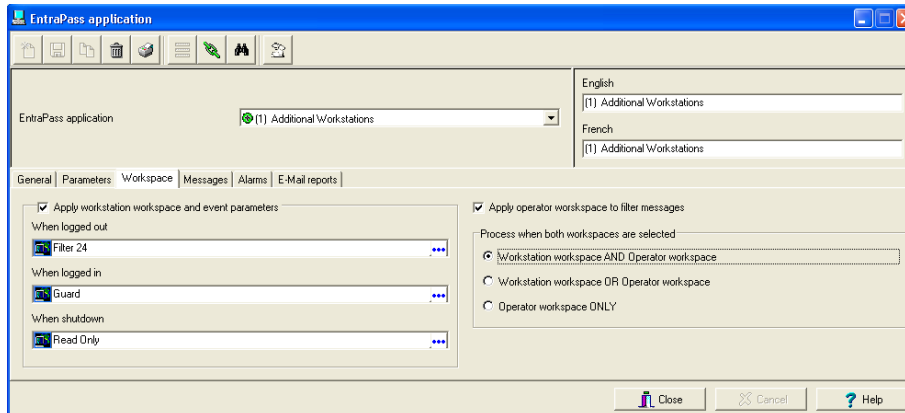 EntraPass application
English
(1) Additional Workstations
EntraPass application
(1) Additional Workstations
French
(1) Additional Workstations
General Parameters Workspace Messages Alarms E-Mail reports
Apply workstation workspace and event parameters
When logged out
Filter 24
When logged in
Guard
When shutdown
Read Only
Apply operator worskspace to filter messages
Process when both workspaces are selected
Workstation workspace AND Operator workspace
Workstation workspace OR Operator workspace
Operator workspace ONLY
Close Cancel Help